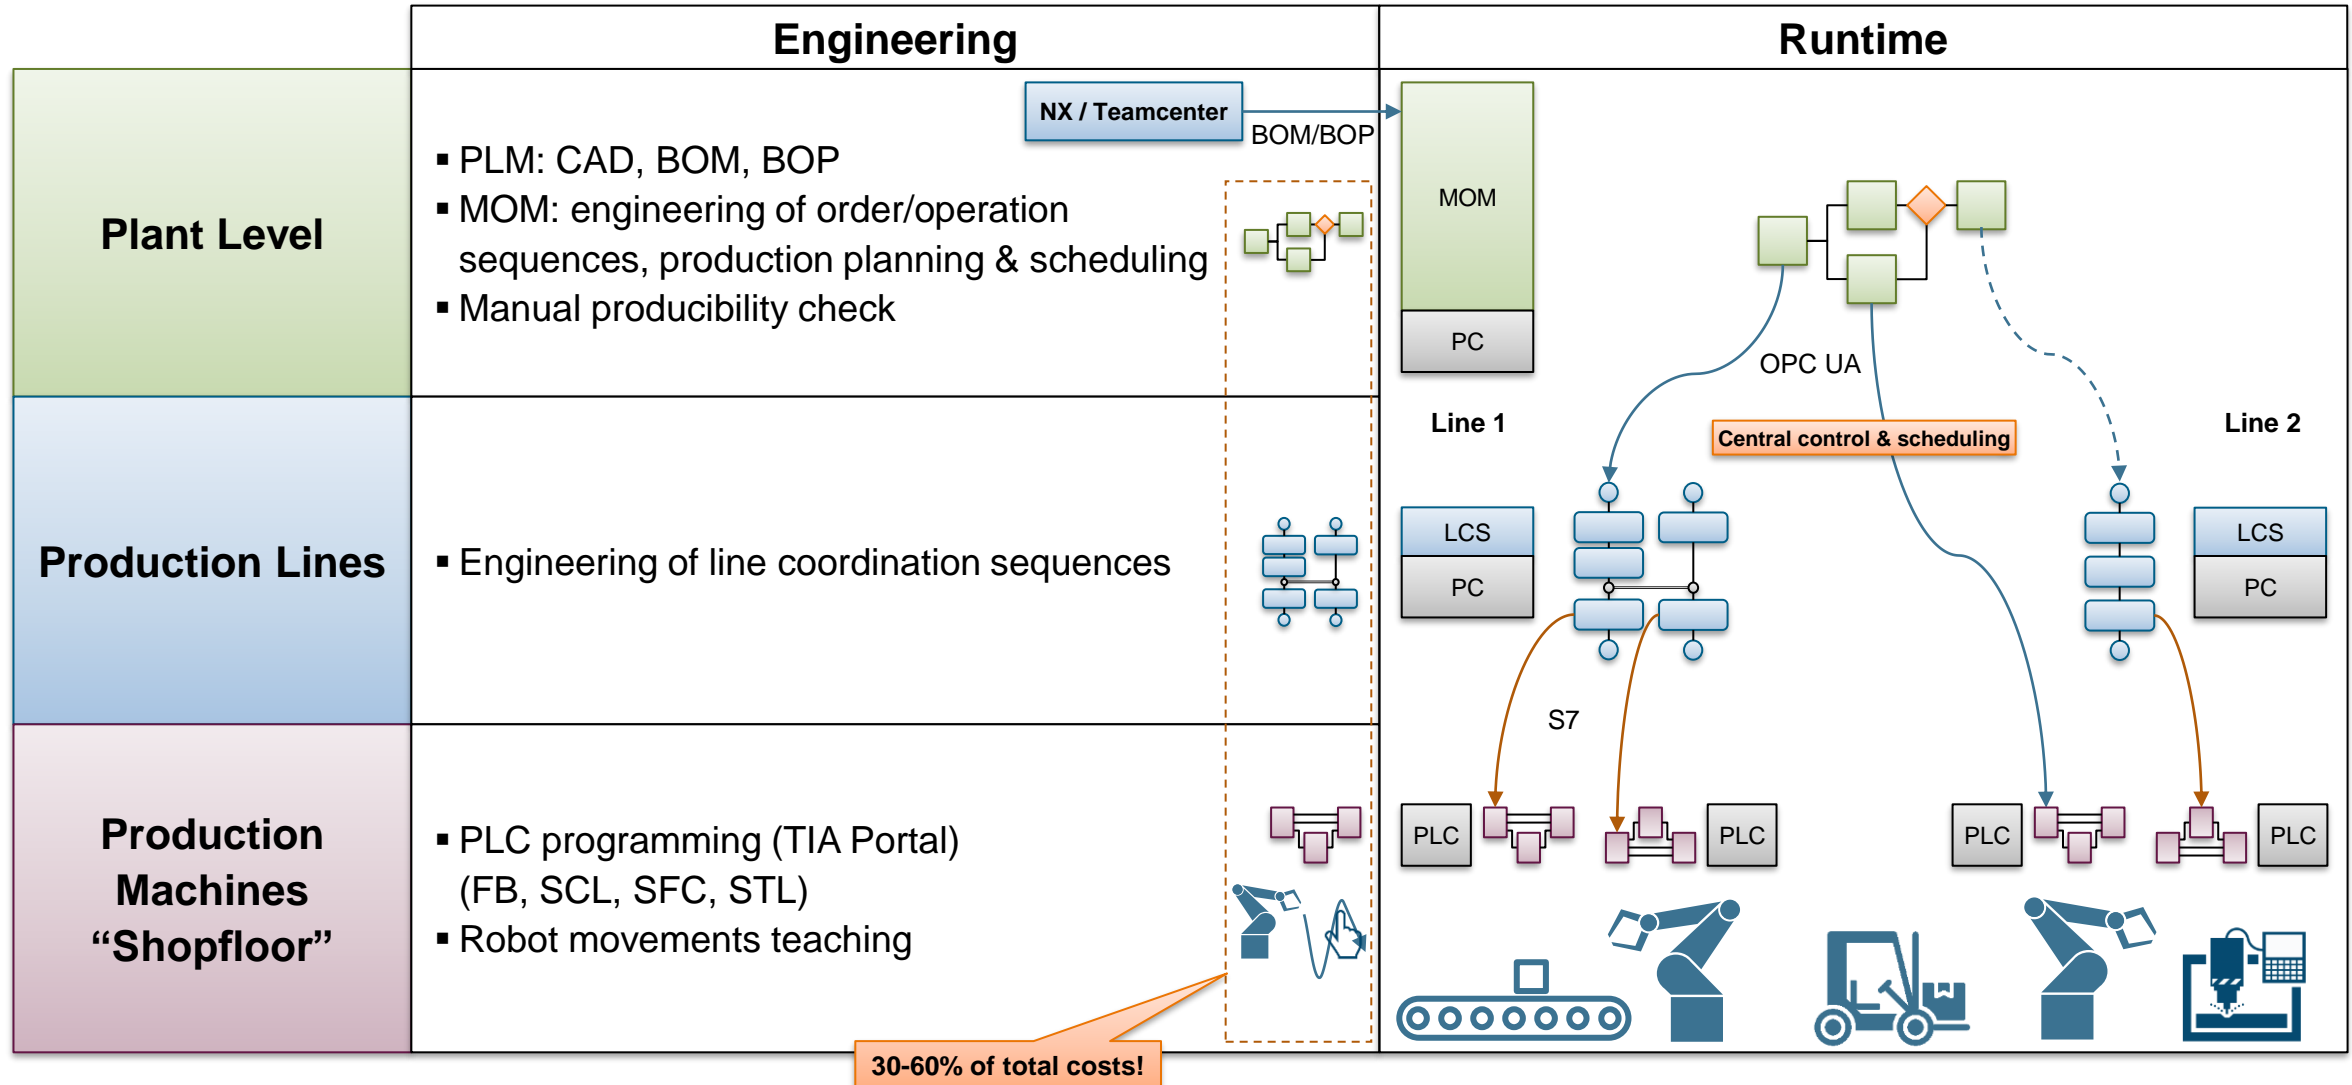 Engineering
Runtime
Plant Level
NX / Teamcenter
BOM/BOP
▪ PLM: CAD, BOM, BOP
▪ MOM: engineering of order/operation
sequences, production planning & scheduling
▪ Manual producibility check
MOM
PC
OPC UA
Production Lines
▪ Engineering of line coordination sequences
Line 1
Central control & scheduling
Line 2
LCS
PC
LCS
PC
S7
Production
Machines
“Shopfloor”
▪ PLC programming (TIA Portal)
(FB, SCL, SFC, STL)
▪ Robot movements teaching
PLC
PLC
PLC
PLC
30-60% of total costs!